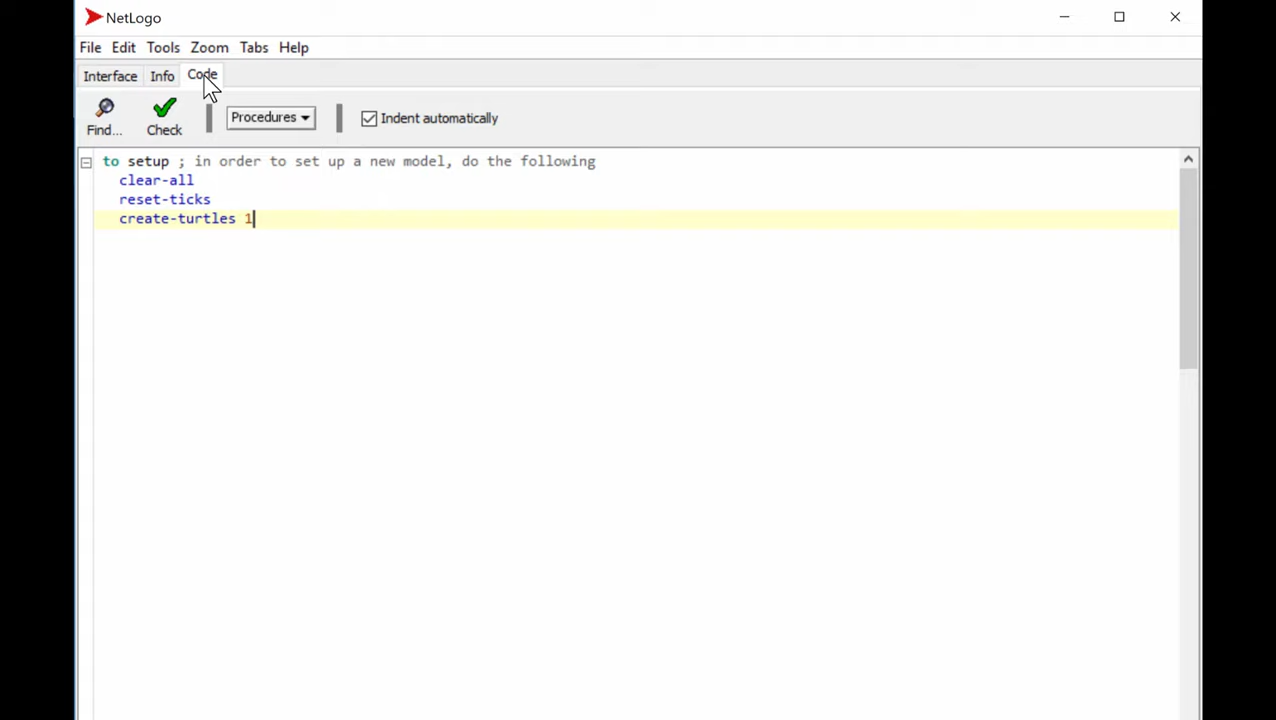 NetLogo
File Edit Tools Zoom Tabs Help
Interface Info Code
Find... Check Procedures Indent automatically
to setup ; in order to set up a new model, do the following
clear-all
reset-ticks
create-turtles 1